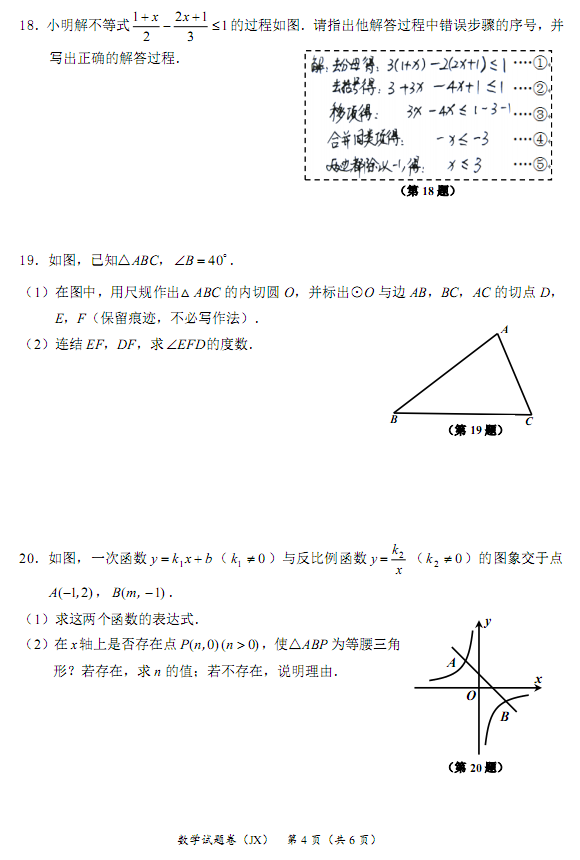 18．小明解不等式 (1+x)/2 − (2x+1)/3 ≤1 的过程如图．请指出他解答过程中错误步骤的序号，并
写出正确的解答过程．
解：去分母得：3(1+x)−2(2x+1)≤1 ····①
去括号得：3+3x −4x+1≤1 ····②
移项得： 3x−4x≤1−3−1 ····③
合并同类项得： −x≤−3 ····④
两边都除以−1,得： x≤3 ····⑤
（第 18 题）
19．如图，已知△ABC，∠B＝40°．
（1）在图中，用尺规作出△ABC 的内切圆 O，并标出⊙O 与边 AB，BC，AC 的切点 D，
E，F（保留痕迹，不必写作法）．
（2）连结 EF，DF，求∠EFD的度数．
A
B
C
（第 19 题）
20．如图，一次函数 y＝k₁x＋b（k₁≠0）与反比例函数 y＝k₂/x（k₂≠0）的图象交于点
A(−1,2)，B(m,−1)．
（1）求这两个函数的表达式．
（2）在 x 轴上是否存在点 P(n,0)(n＞0)，使△ABP 为等腰三角
形？若存在，求 n 的值；若不存在，说明理由．
y
A
x
O
B
（第 20 题）
数学试题卷（JX） 第 4 页（共 6 页）